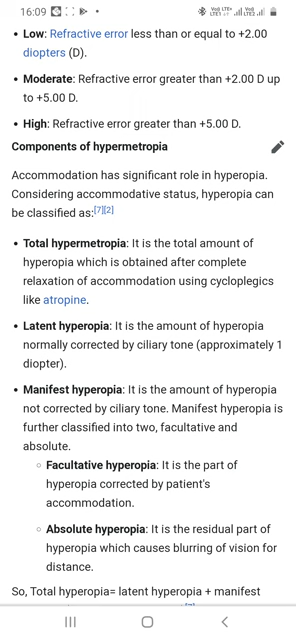 16:09
Low: Refractive error less than or equal to +2.00
diopters (D).
Moderate: Refractive error greater than +2.00 D up
to +5.00 D.
High: Refractive error greater than +5.00 D.
Components of hypermetropia
Accommodation has significant role in hyperopia.
Considering accommodative status, hyperopia can
be classified as:[7][2]
Total hypermetropia: It is the total amount of
hyperopia which is obtained after complete
relaxation of accommodation using cycloplegics
like atropine.
Latent hyperopia: It is the amount of hyperopia
normally corrected by ciliary tone (approximately 1
diopter).
Manifest hyperopia: It is the amount of hyperopia
not corrected by ciliary tone. Manifest hyperopia is
further classified into two, facultative and
absolute.
Facultative hyperopia: It is the part of
hyperopia corrected by patient's
accommodation.
Absolute hyperopia: It is the residual part of
hyperopia which causes blurring of vision for
distance.
So, Total hyperopia= latent hyperopia + manifest